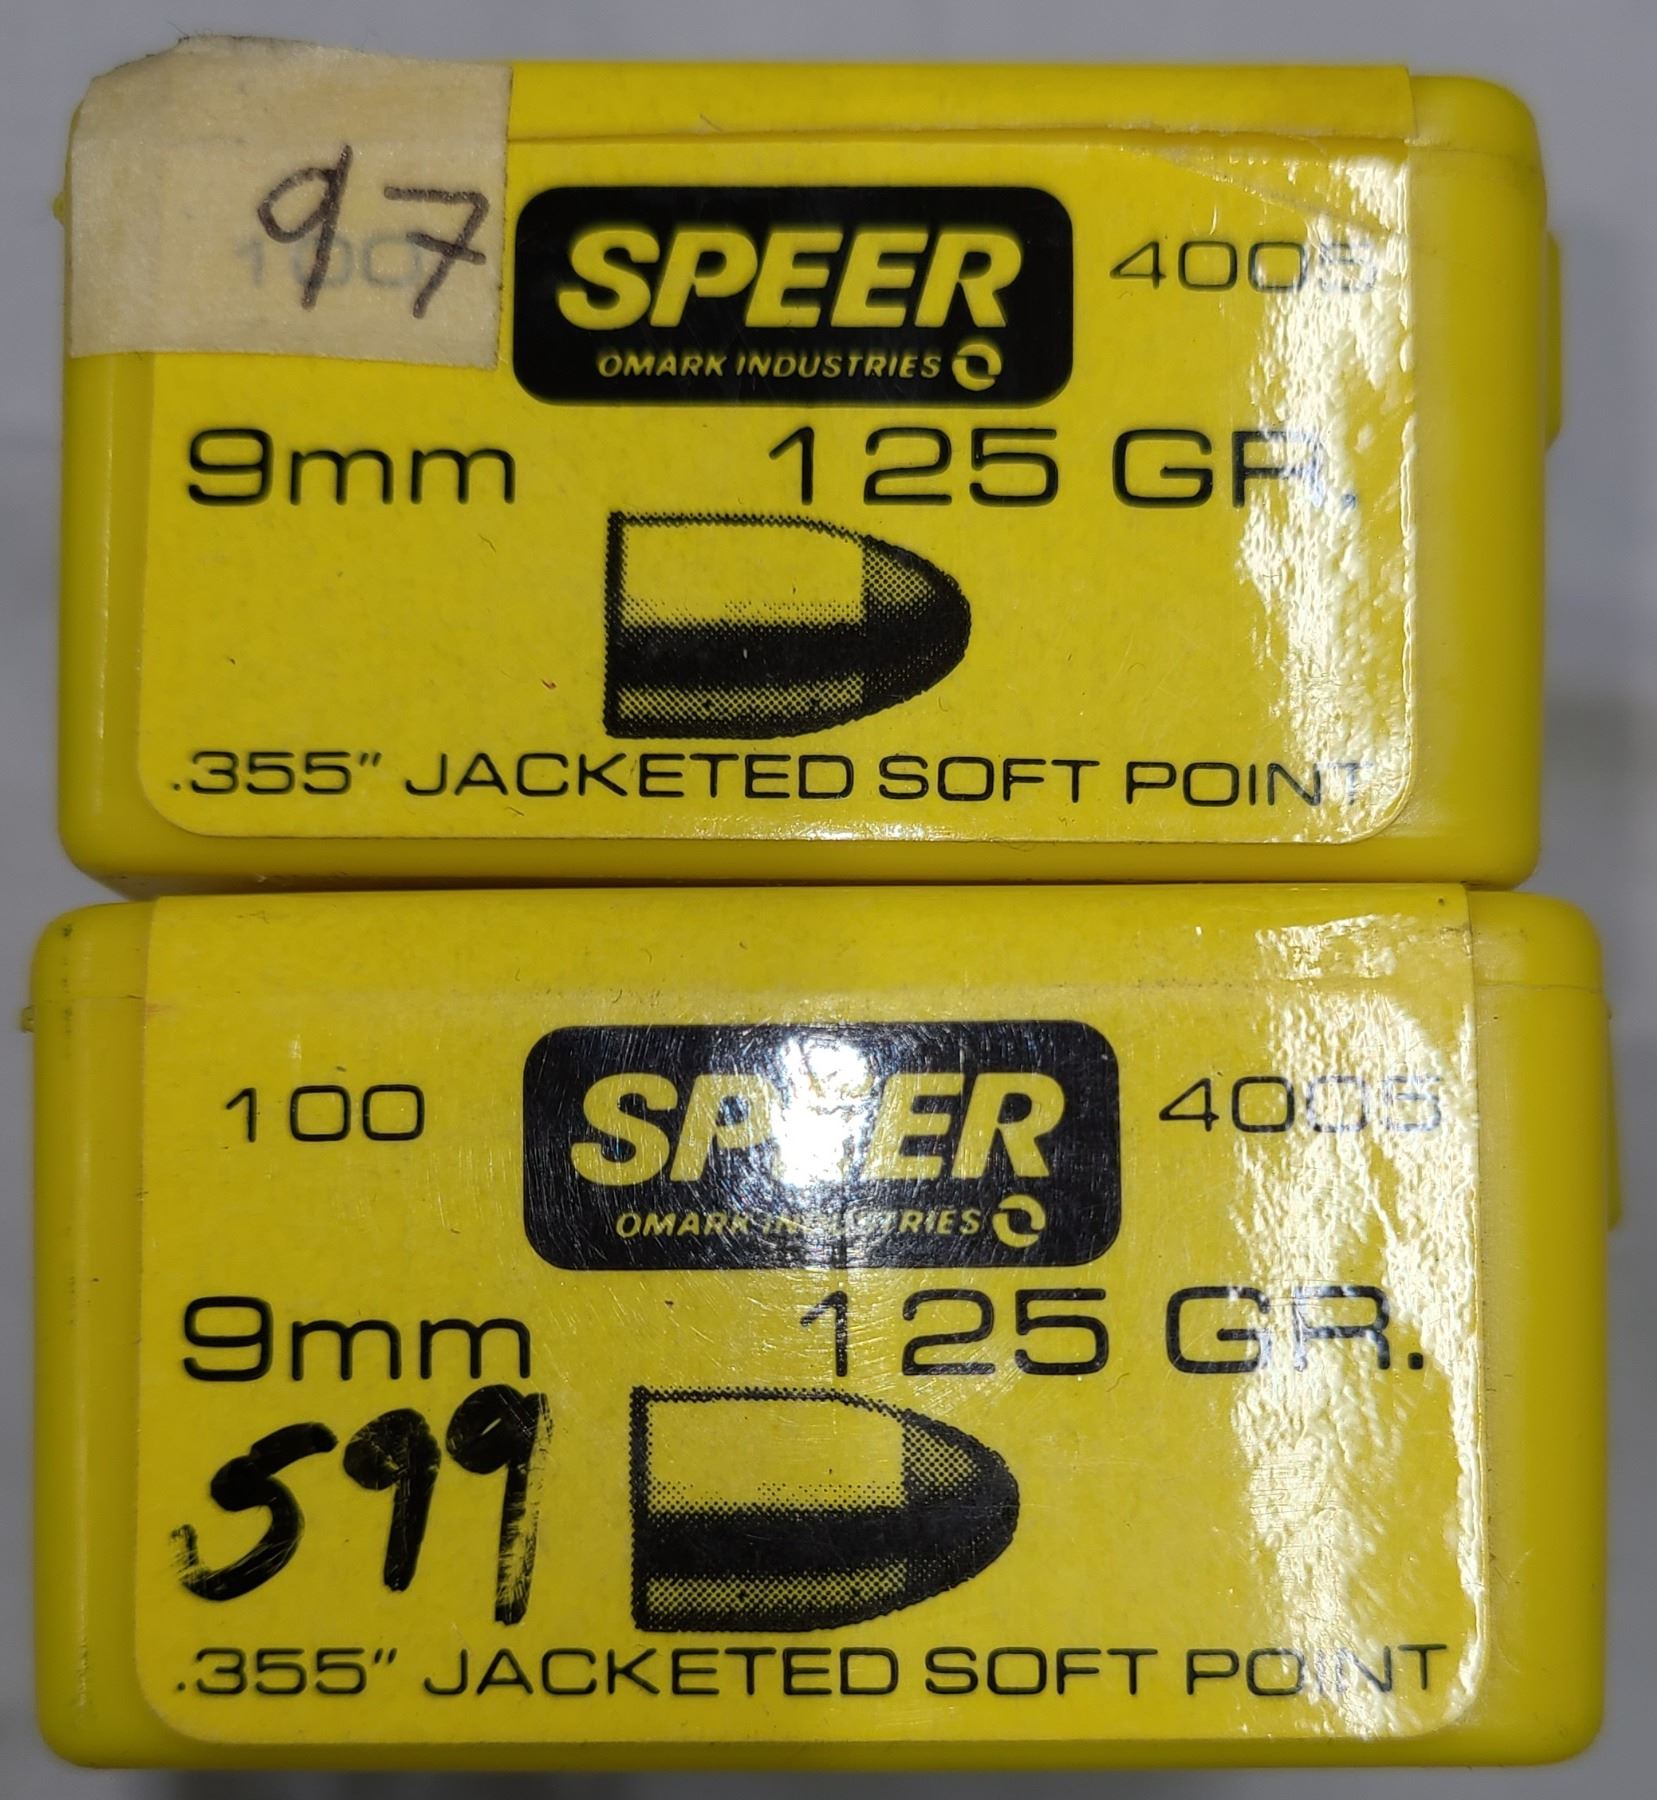 97
100 SPEER 4005
OMARK INDUSTRIES
9mm 125 GR.
.355" JACKETED SOFT POINT
100 SPEER 4005
OMARK INDUSTRIES
9mm 125 GR.
599
.355" JACKETED SOFT POINT